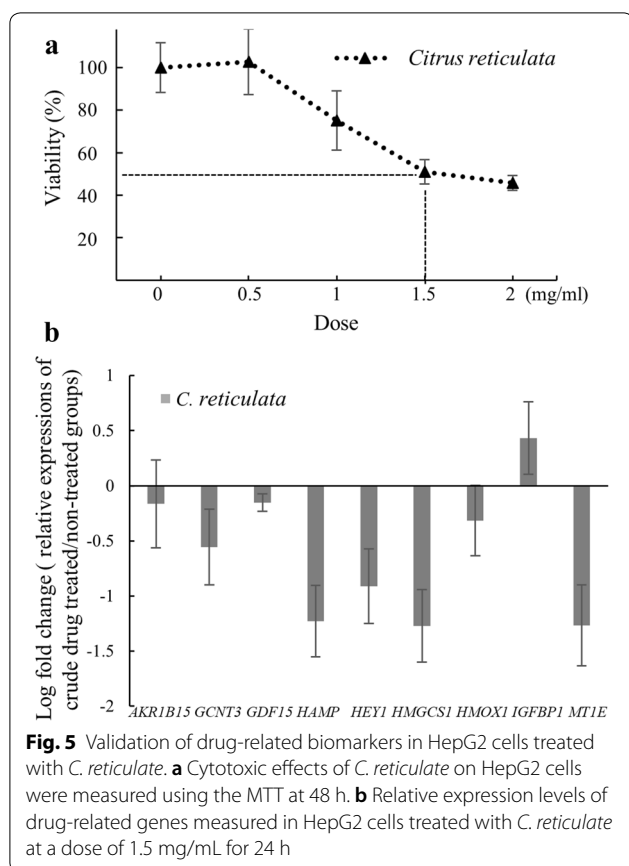 a
Citrus reticulata
Viability (%)
100
80
60
40
20
0 0.5 1 1.5 2 (mg/ml)
Dose
b
Log fold change ( relative expressions of
crude drug treated/non-treated groups)
C. reticulata
1
0.5
0
-0.5
-1
-1.5
-2
AKR1B15 GCNT3 GDF15 HAMP HEY1 HMGCS1 HMOX1 IGFBP1 MT1E
Fig. 5 Validation of drug-related biomarkers in HepG2 cells treated
with C. reticulate. a Cytotoxic effects of C. reticulate on HepG2 cells
were measured using the MTT at 48 h. b Relative expression levels of
drug-related genes measured in HepG2 cells treated with C. reticulate
at a dose of 1.5 mg/mL for 24 h